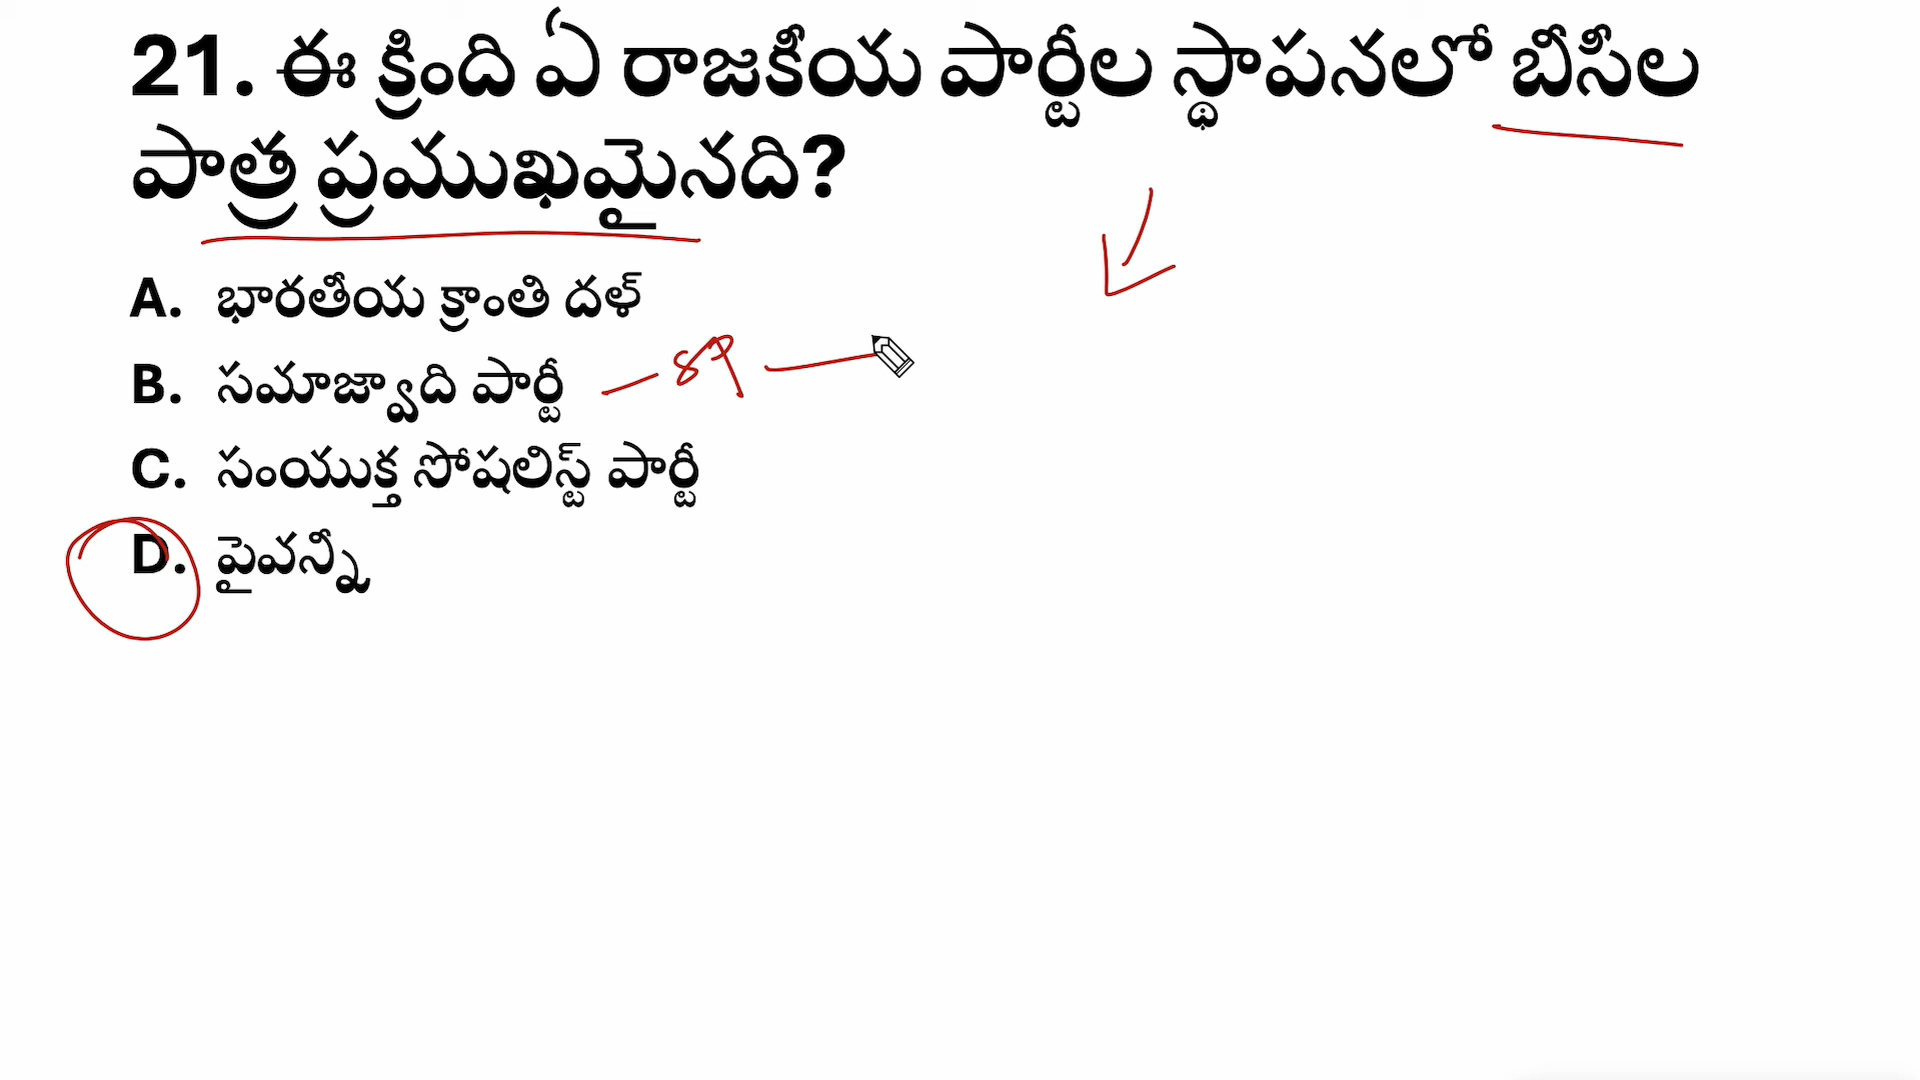 21. ఈ క్రింది ఏ రాజకీయ పార్టీల స్థాపనలో బీసీల
పాత్ర ప్రముఖమైనది?
A. భారతీయ క్రాంతి దళ్
B. సమాజ్వాది పార్టీ
C. సంయుక్త సోషలిస్ట్ పార్టీ
D. పైవన్నీ